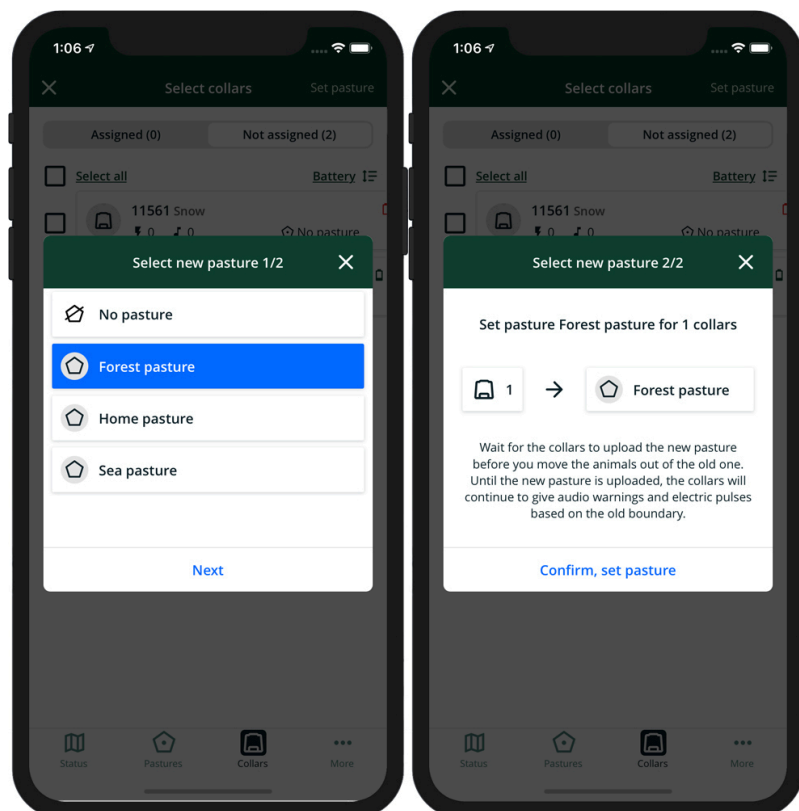 1:06
Select collars
Set pasture
Assigned (0)
Not assigned (2)
Select all
Battery
11561 Snow
0 0
No pasture
Select new pasture 1/2
No pasture
Forest pasture
Home pasture
Sea pasture
Next
Status
Pastures
Collars
More
1:06
Select collars
Set pasture
Assigned (0)
Not assigned (2)
Select all
Battery
11561 Snow
0 0
No pasture
Select new pasture 2/2
Set pasture Forest pasture for 1 collars
1
Forest pasture
Wait for the collars to upload the new pasture
before you move the animals out of the old one.
Until the new pasture is uploaded, the collars will
continue to give audio warnings and electric pulses
based on the old boundary.
Confirm, set pasture
Status
Pastures
Collars
More